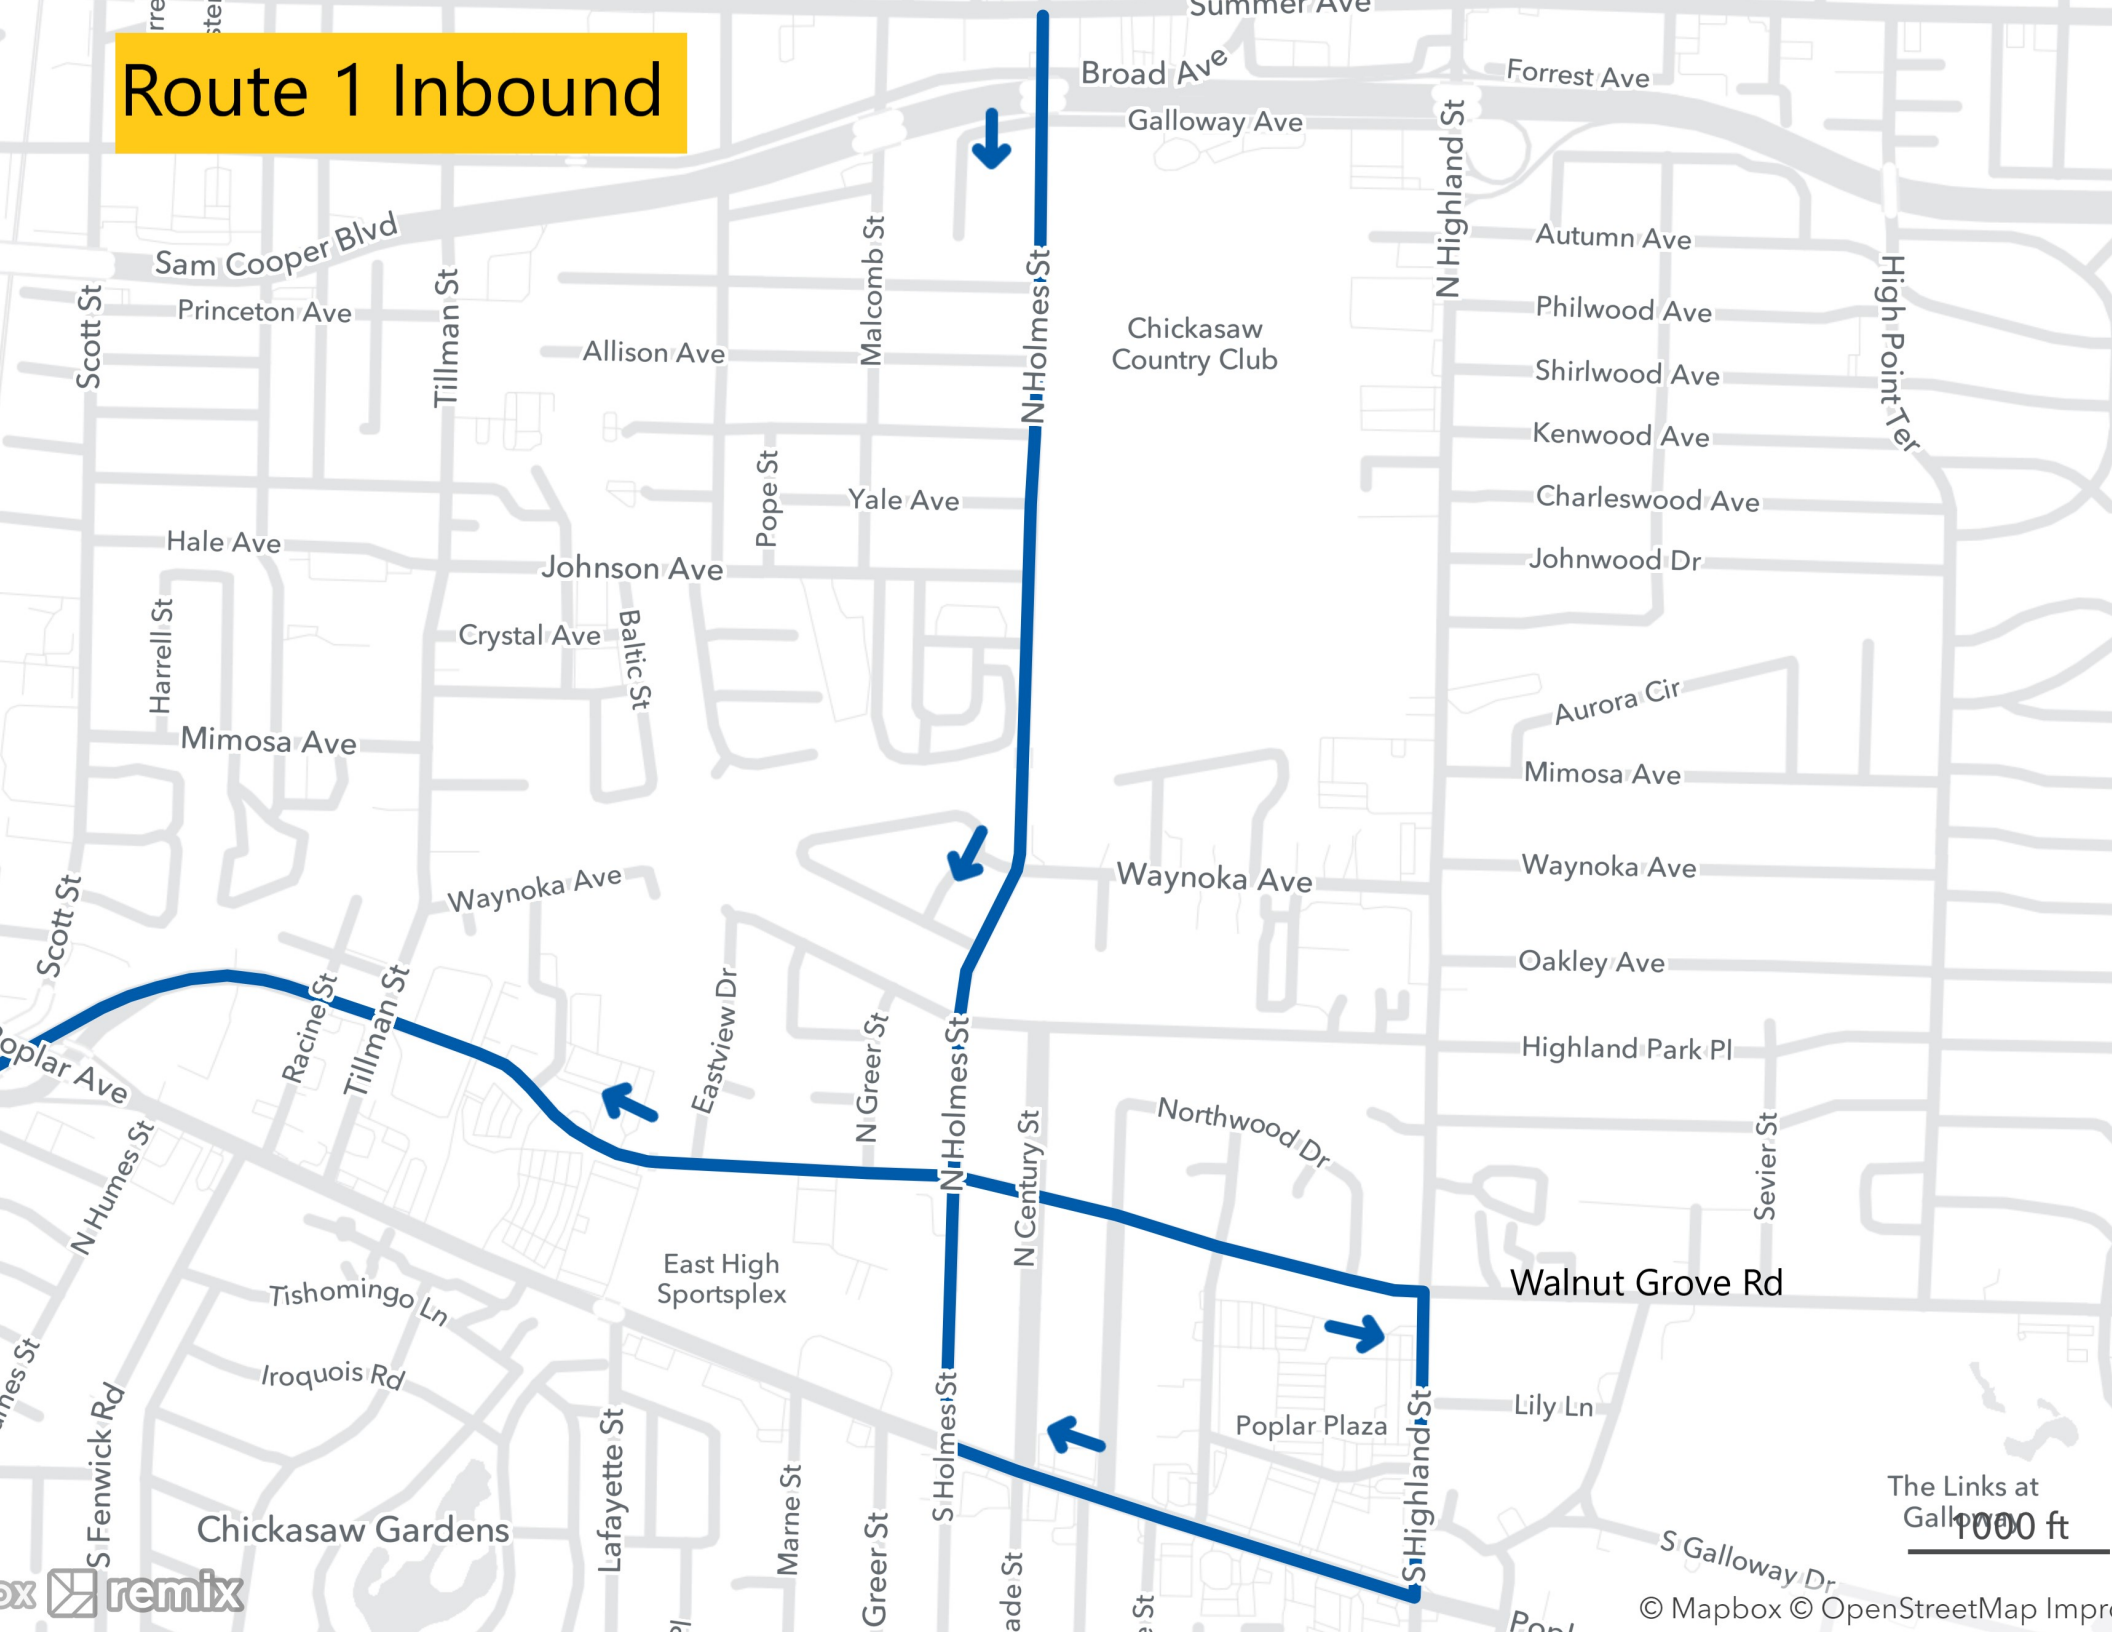 Summer Ave
Route 1 Inbound
Broad Ave
Forrest Ave
Galloway Ave
N Highland St
Sam Cooper Blvd
Malcomb St
Autumn Ave
N Holmes St
High Point Ter
Scott St
Tillman St
Princeton Ave
Philwood Ave
Chickasaw
Country Club
Allison Ave
Shirlwood Ave
Kenwood Ave
Pope St
Yale Ave
Charleswood Ave
Hale Ave
Johnson Ave
Johnwood Dr
Harrell St
Crystal Ave
Baltic St
Aurora Cir
Mimosa Ave
Mimosa Ave
Scott St
Waynoka Ave
Waynoka Ave
Waynoka Ave
Oakley Ave
Racine St
Tillman St
Eastview Dr
N Greer St
N Holmes St
Highland Park Pl
Poplar Ave
N Humes St
N Century St
Northwood Dr
Sevier St
East High
Sportsplex
Tishomingo Ln
Walnut Grove Rd
Iroquois Rd
S Fenwick Rd
Lafayette St
Marne St
Greer St
S Holmes St
Poplar Plaza
S Highland St
Lily Ln
The Links at
Galloway
1000 ft
Chickasaw Gardens
S Galloway Dr
remix
© Mapbox © OpenStreetMap